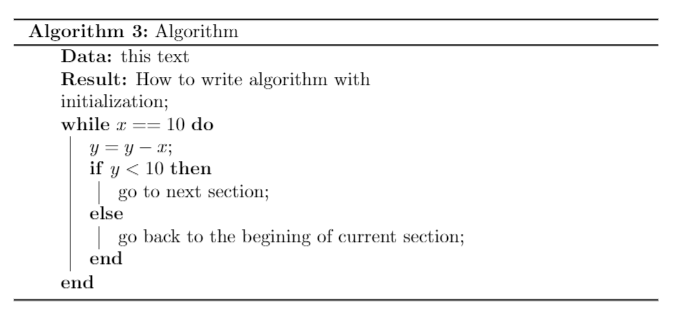 Algorithm 3: Algorithm
Data: this text
Result: How to write algorithm with
initialization;
while x == 10 do
y = y − x;
if y < 10 then
go to next section;
else
go back to the begining of current section;
end
end